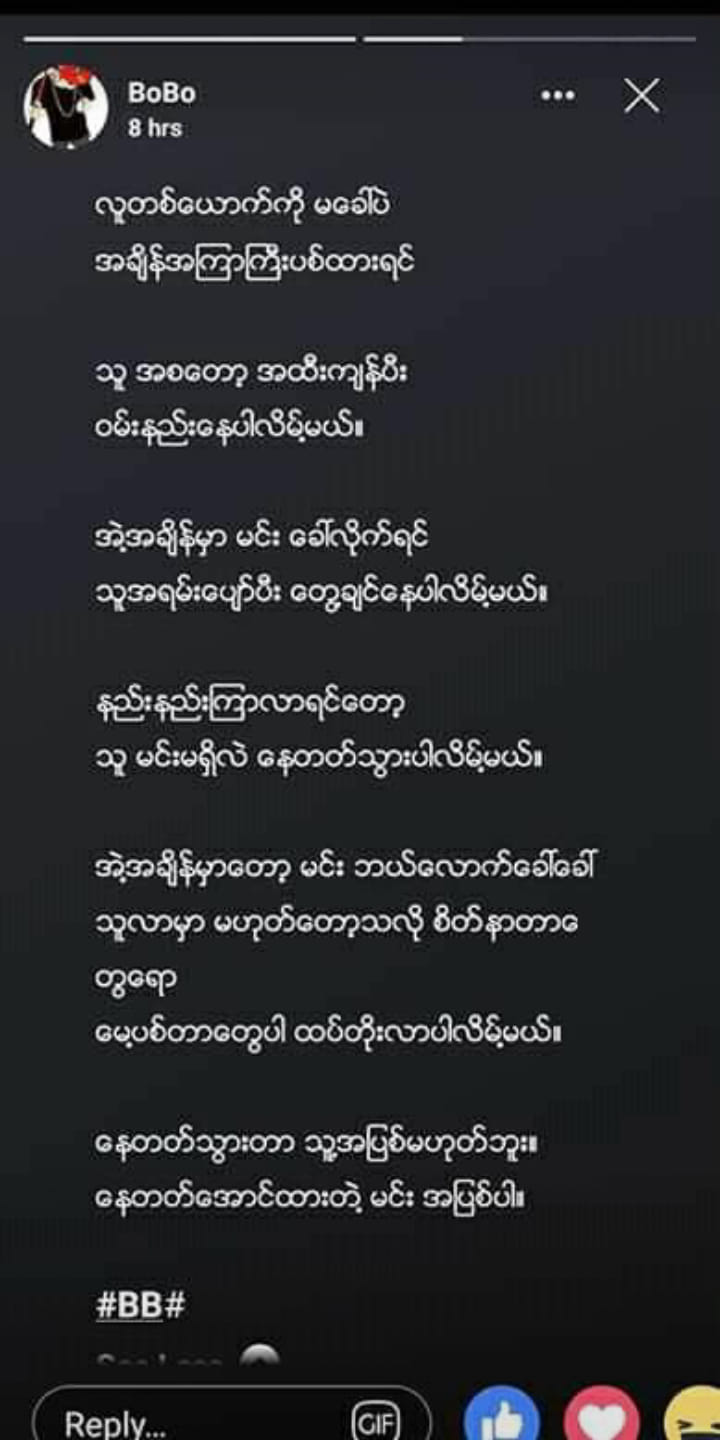 BoBo
8 hrs
လူတစ်ယောက်ကို မခေါ်ပဲ
အချိန်အကြာကြီးပစ်ထားရင်
သူ အစတော့ အထီးကျန်ပီး
ဝမ်းနည်းနေပါလိမ့်မယ်။
အဲ့အချိန်မှာ မင်း ခေါ်လိုက်ရင်
သူအရမ်းပျော်ပီး တွေ့ချင်နေပါလိမ့်မယ်။
နည်းနည်းကြာလာရင်တော့
သူ မင်းမရှိလဲ နေတတ်သွားပါလိမ့်မယ်။
အဲ့အချိန်မှာတော့ မင်း ဘယ်လောက်ခေါ်ခေါ်
သူလာမှာ မဟုတ်တော့သလို စိတ်နာတာေ
တွရော
မေ့ပစ်တာတွေပါ ထပ်တိုးလာပါလိမ့်မယ်။
နေတတ်သွားတာ သူ့အပြစ်မဟုတ်ဘူး။
နေတတ်အောင်ထားတဲ့ မင်း အပြစ်ပါ။
#BB#
Reply...
GIF